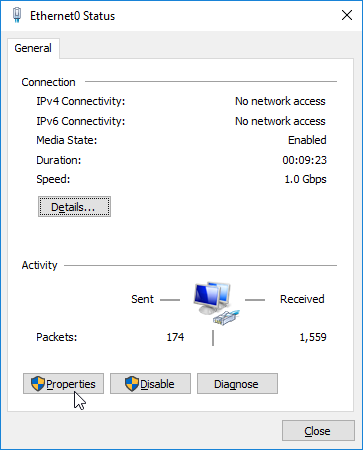 Ethernet0 Status
General
Connection
IPv4 Connectivity: No network access
IPv6 Connectivity: No network access
Media State: Enabled
Duration: 00:09:23
Speed: 1.0 Gbps
Details...
Activity
Sent Received
Packets: 174 1,559
Properties Disable Diagnose
Close